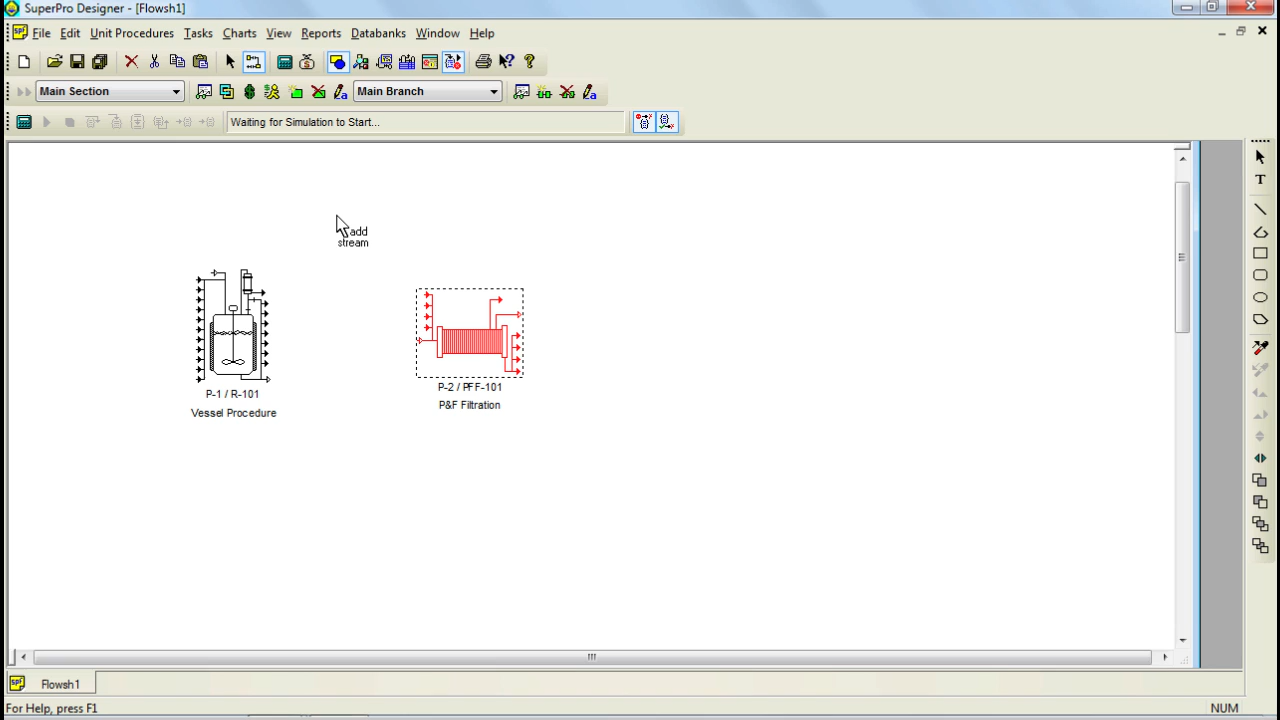 SuperPro Designer - [Flowsh1]
File Edit Unit Procedures Tasks Charts View Reports Databanks Window Help
Main Section Main Branch
Waiting for Simulation to Start...
add
stream
P-1 / R-101
Vessel Procedure
P-2 / PFF-101
P&F Filtration
Flowsh1
For Help, press F1 NUM